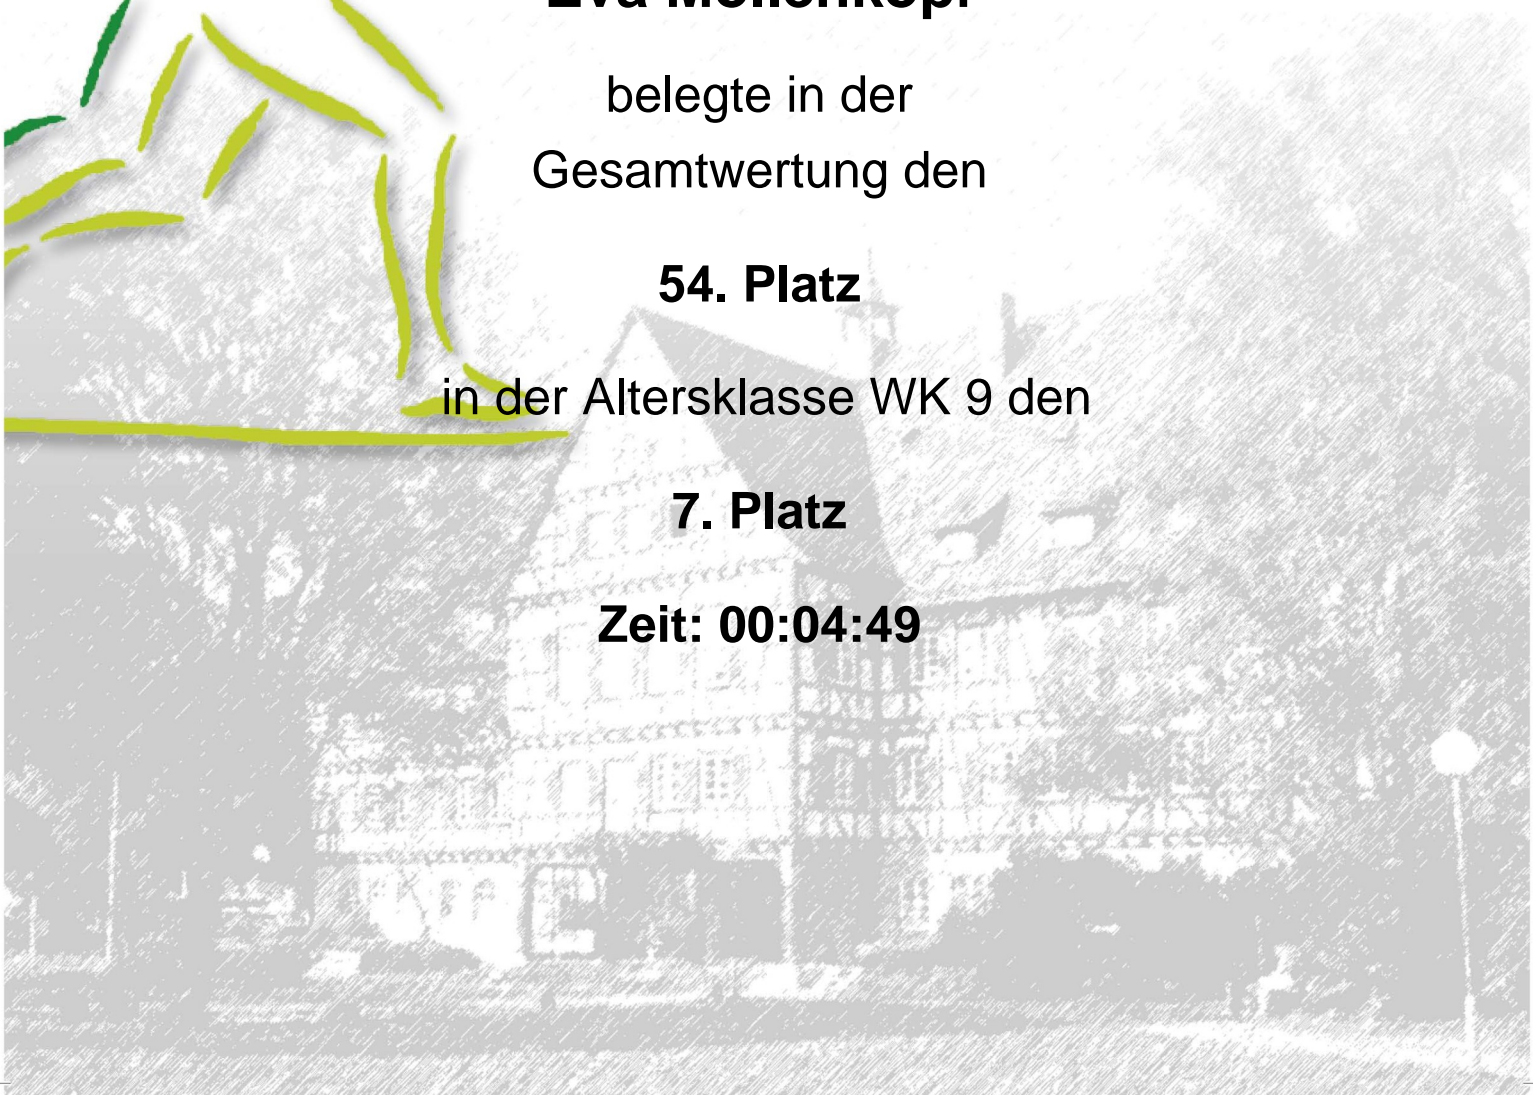 Eva
belegte in der
Gesamtwertung den
54. Platz
in der Altersklasse WK 9 den
7. Platz
Zeit: 00:04:49